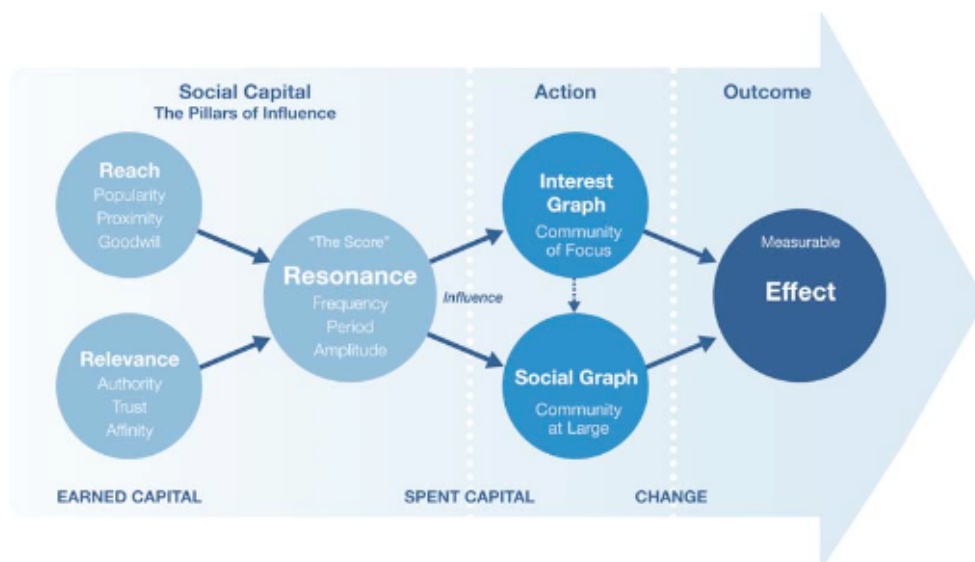 Social Capital
The Pillars of Influence
Action
Outcome
Reach
Popularity
Proximity
Goodwill
Relevance
Authority
Trust
Affinity
"The Score"
Resonance
Frequency
Period
Amplitude
Influence
Interest
Graph
Community
of Focus
Social Graph
Community
at Large
Measurable
Effect
EARNED CAPITAL
SPENT CAPITAL
CHANGE